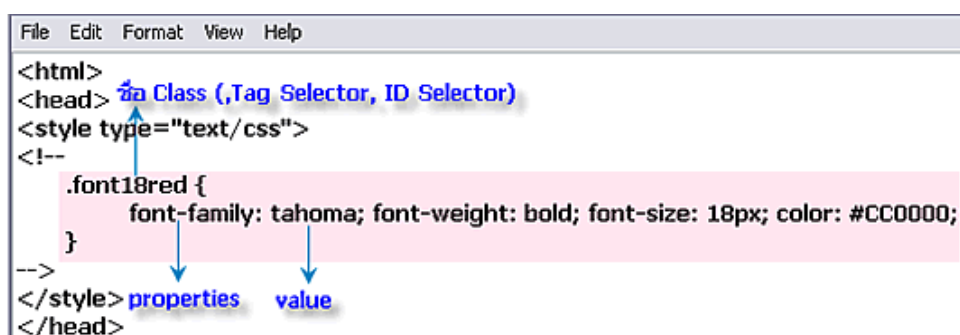 File Edit Format View Help
<html>
<head> ชื่อ Class (,Tag Selector, ID Selector)
<style type="text/css">
<!--
.font18red {
font-family: tahoma; font-weight: bold; font-size: 18px; color: #CC0000;
}
-->
</style> properties value
</head>